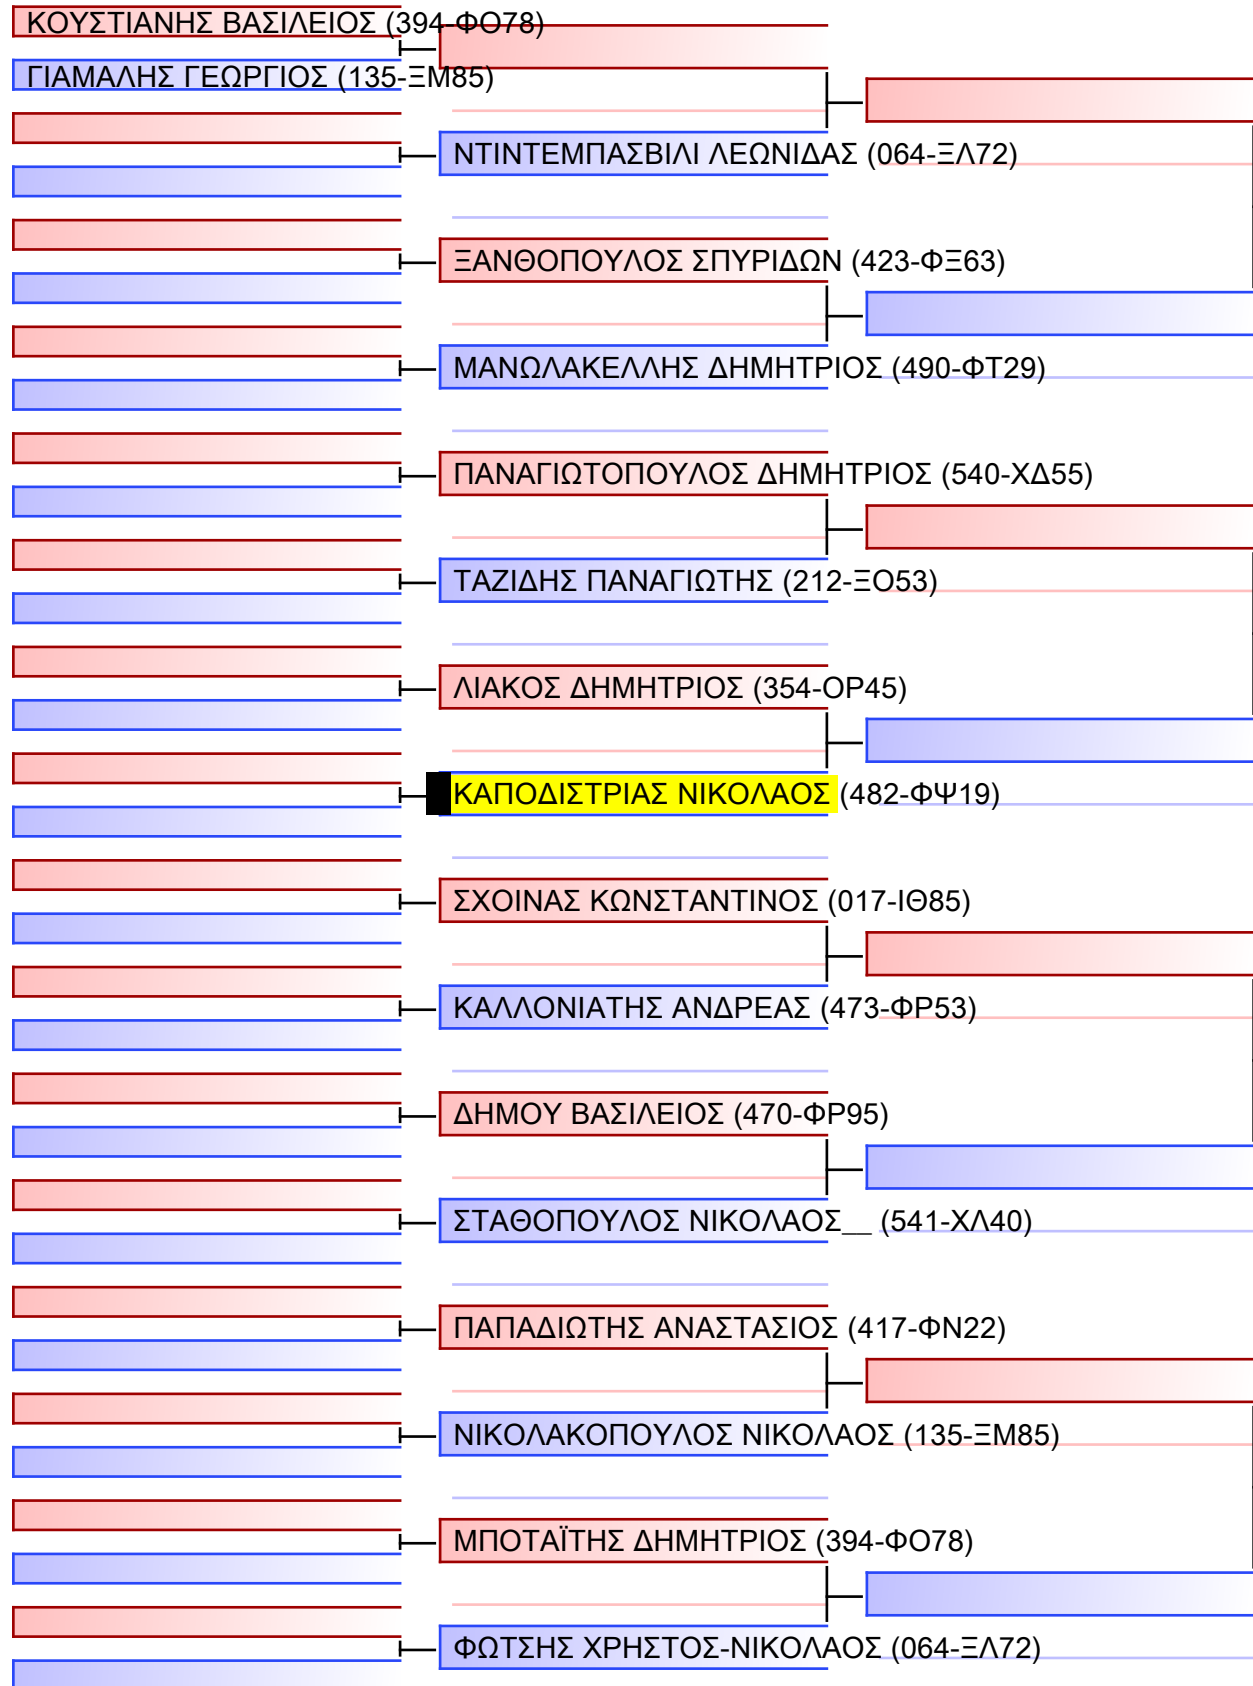 ΚΟΥΣΤΙΑΝΗΣ ΒΑΣΙΛΕΙΟΣ (394-ΦΟ78)
ΓΙΑΜΑΛΗΣ ΓΕΩΡΓΙΟΣ (135-ΞΜ85)
ΝΤΙΝΤΕΜΠΑΣΒΙΛΙ ΛΕΩΝΙΔΑΣ (064-ΞΛ72)
ΞΑΝΘΟΠΟΥΛΟΣ ΣΠΥΡΙΔΩΝ (423-ΦΞ63)
ΜΑΝΩΛΑΚΕΛΛΗΣ ΔΗΜΗΤΡΙΟΣ (490-ΦΤ29)
ΠΑΝΑΓΙΩΤΟΠΟΥΛΟΣ ΔΗΜΗΤΡΙΟΣ (540-ΧΔ55)
ΤΑΖΙΔΗΣ ΠΑΝΑΓΙΩΤΗΣ (212-ΞΟ53)
ΛΙΑΚΟΣ ΔΗΜΗΤΡΙΟΣ (354-ΟΡ45)
ΚΑΠΟΔΙΣΤΡΙΑΣ ΝΙΚΟΛΑΟΣ (482-ΦΨ19)
ΣΧΟΙΝΑΣ ΚΩΝΣΤΑΝΤΙΝΟΣ (017-ΙΘ85)
ΚΑΛΛΟΝΙΑΤΗΣ ΑΝΔΡΕΑΣ (473-ΦΡ53)
ΔΗΜΟΥ ΒΑΣΙΛΕΙΟΣ (470-ΦΡ95)
ΣΤΑΘΟΠΟΥΛΟΣ ΝΙΚΟΛΑΟΣ__ (541-ΧΛ40)
ΠΑΠΑΔΙΩΤΗΣ ΑΝΑΣΤΑΣΙΟΣ (417-ΦΝ22)
ΝΙΚΟΛΑΚΟΠΟΥΛΟΣ ΝΙΚΟΛΑΟΣ (135-ΞΜ85)
ΜΠΟΤΑΪΤΗΣ ΔΗΜΗΤΡΙΟΣ (394-ΦΟ78)
ΦΩΤΣΗΣ ΧΡΗΣΤΟΣ-ΝΙΚΟΛΑΟΣ (064-ΞΛ72)